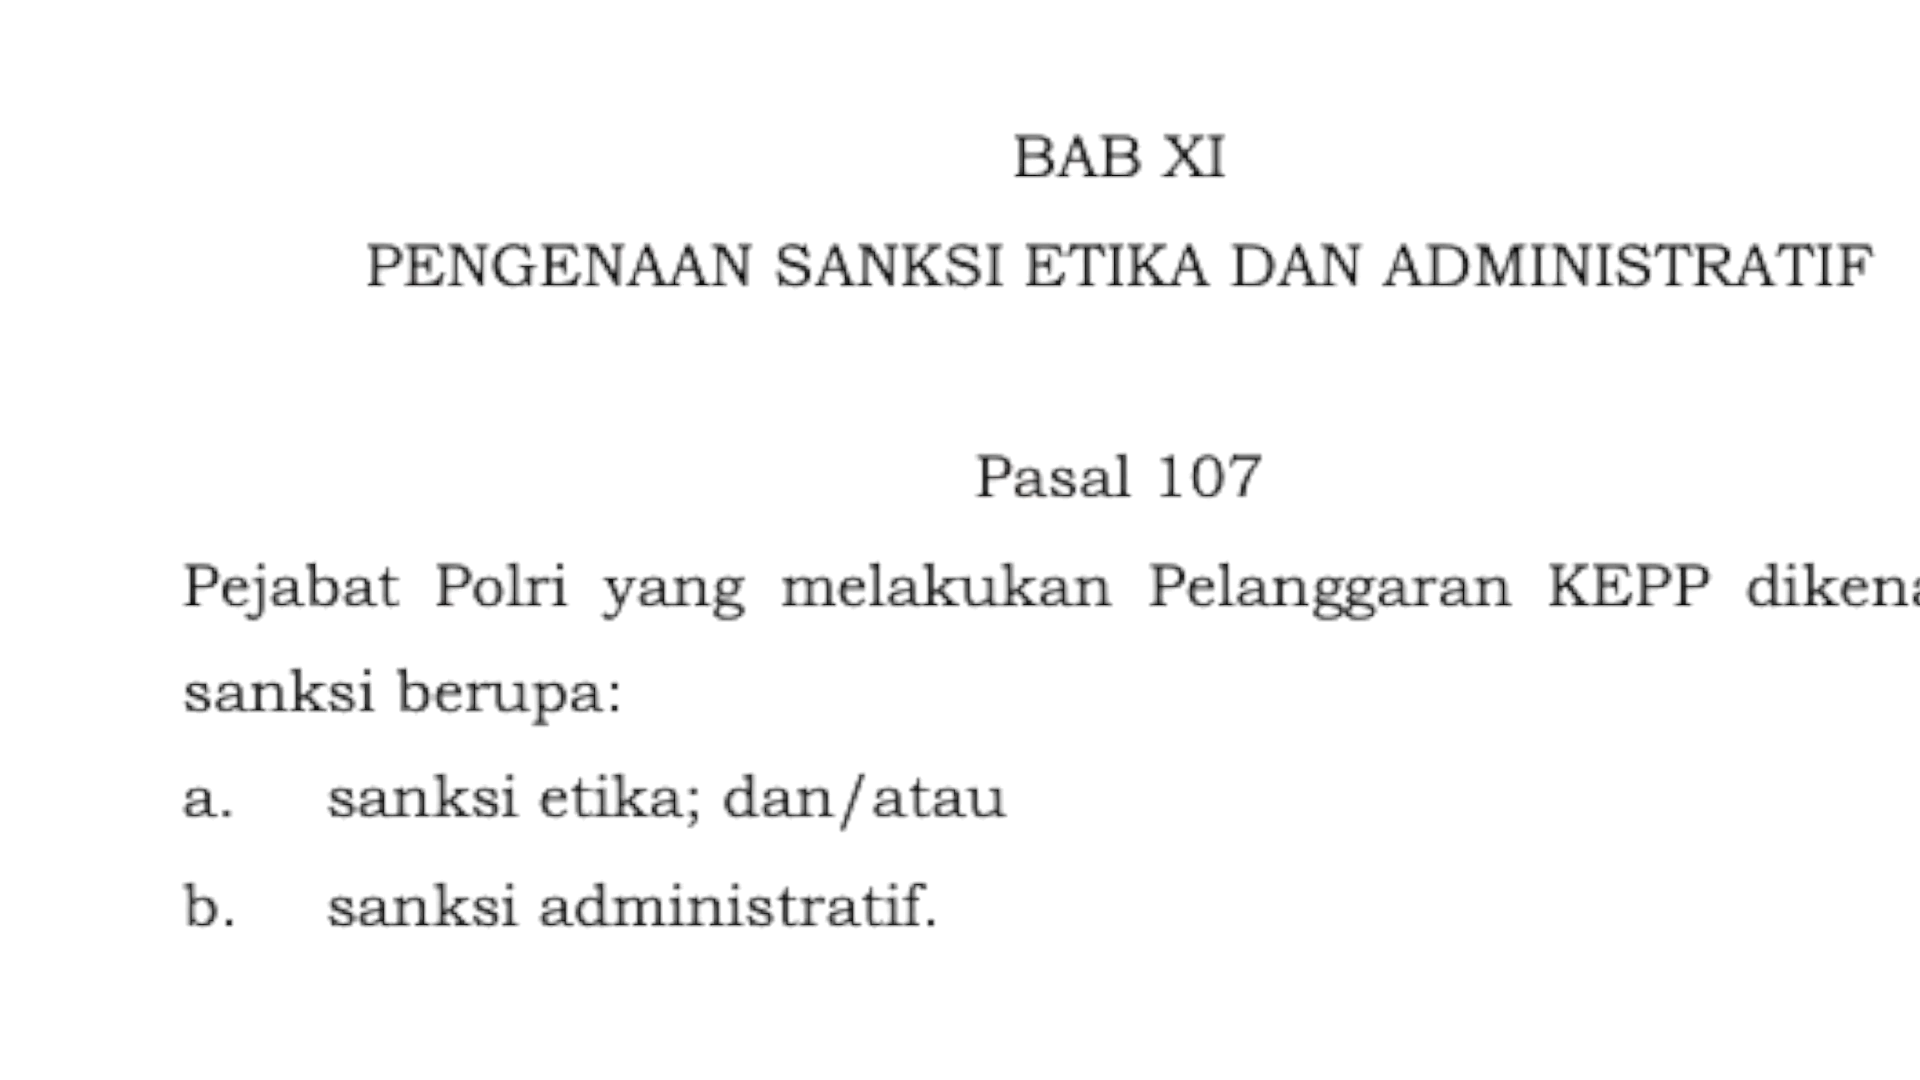 BAB XI
PENGENAAN SANKSI ETIKA DAN ADMINISTRATIF
Pasal 107
Pejabat Polri yang melakukan Pelanggaran KEPP
sanksi berupa:
a. sanksi etika; dan/atau
b. sanksi administratif.